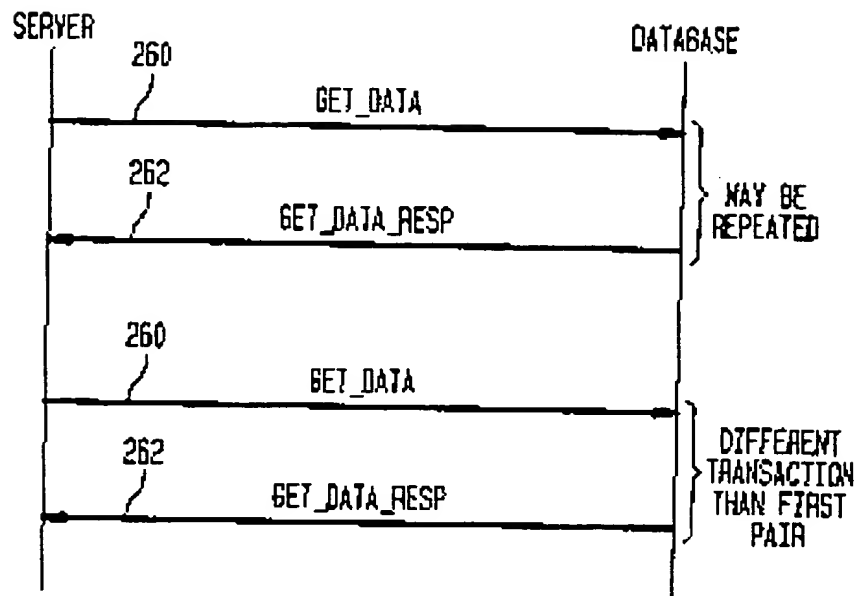 SERVER
DATABASE
260
GET_DATA
262
GET_DATA_RESP
MAY BE
REPEATED
260
GET_DATA
262
GET_DATA_RESP
DIFFERENT
TRANSACTION
THAN FIRST
PAIR